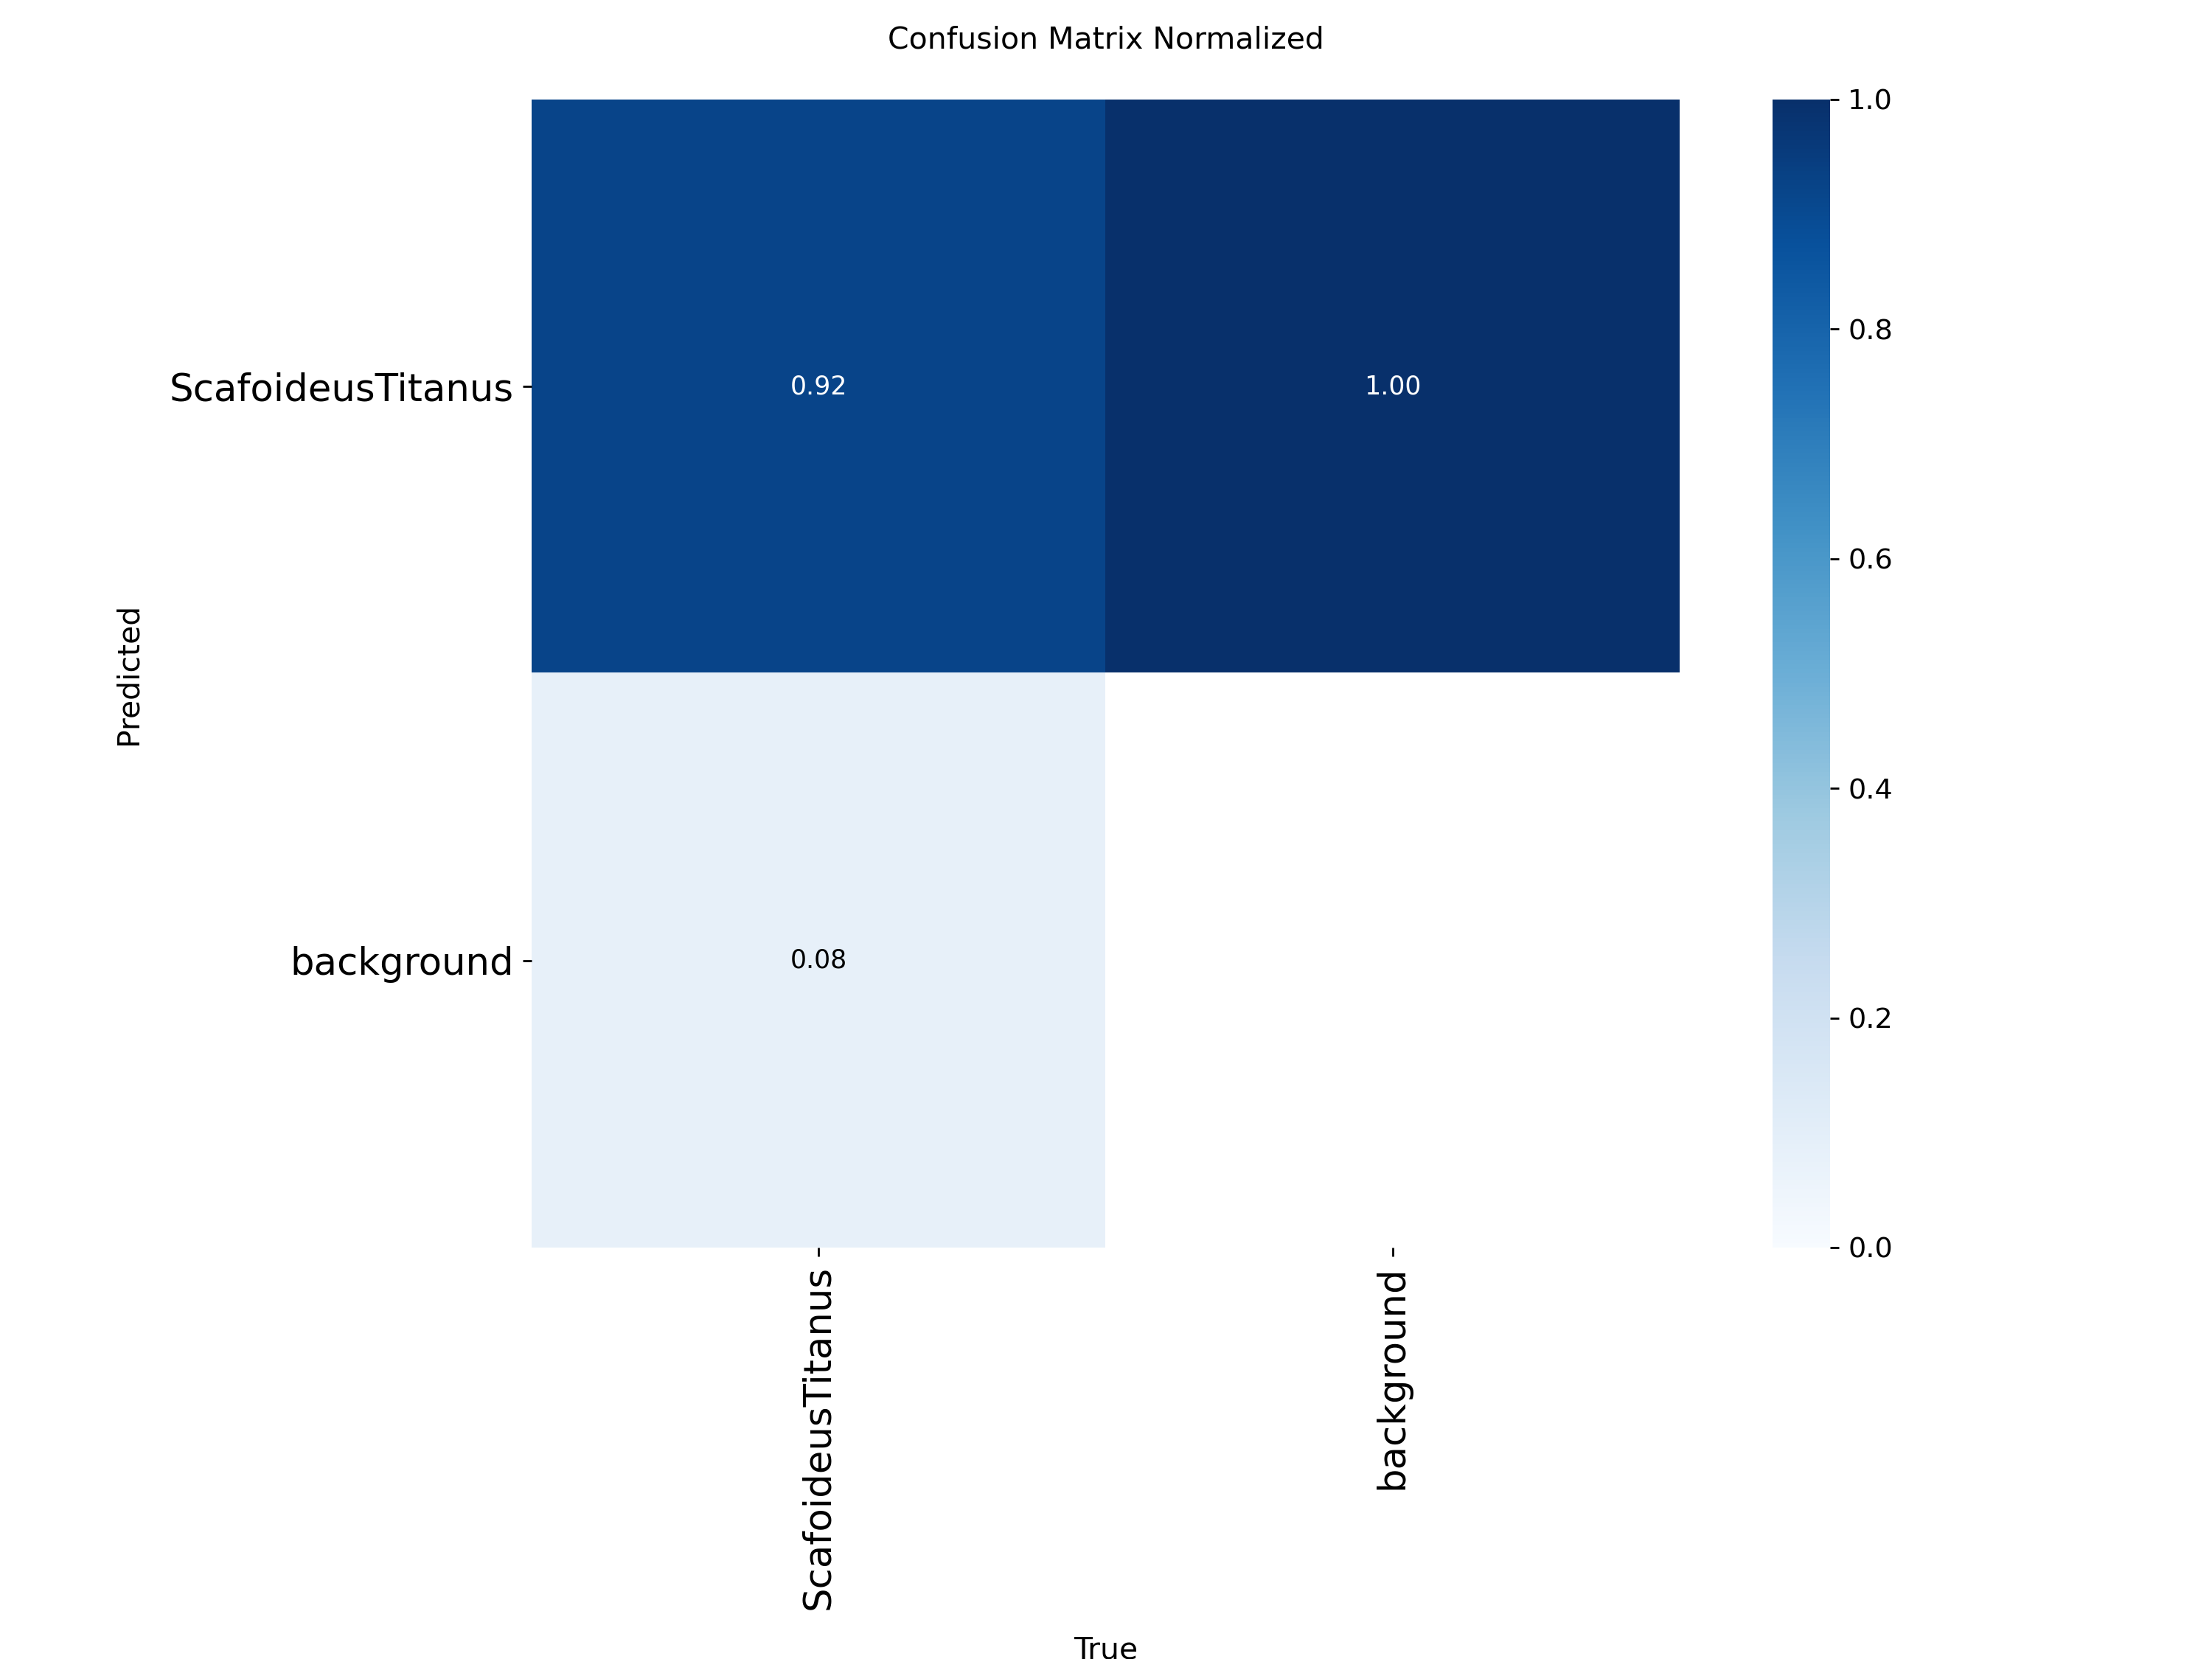 Confusion Matrix Normalized
1.0
0.8
0.6
0.4
0.2
0.0
Predicted
ScafoideusTitanus
0.92
1.00
background
0.08
ScafoideusTitanus
background
True